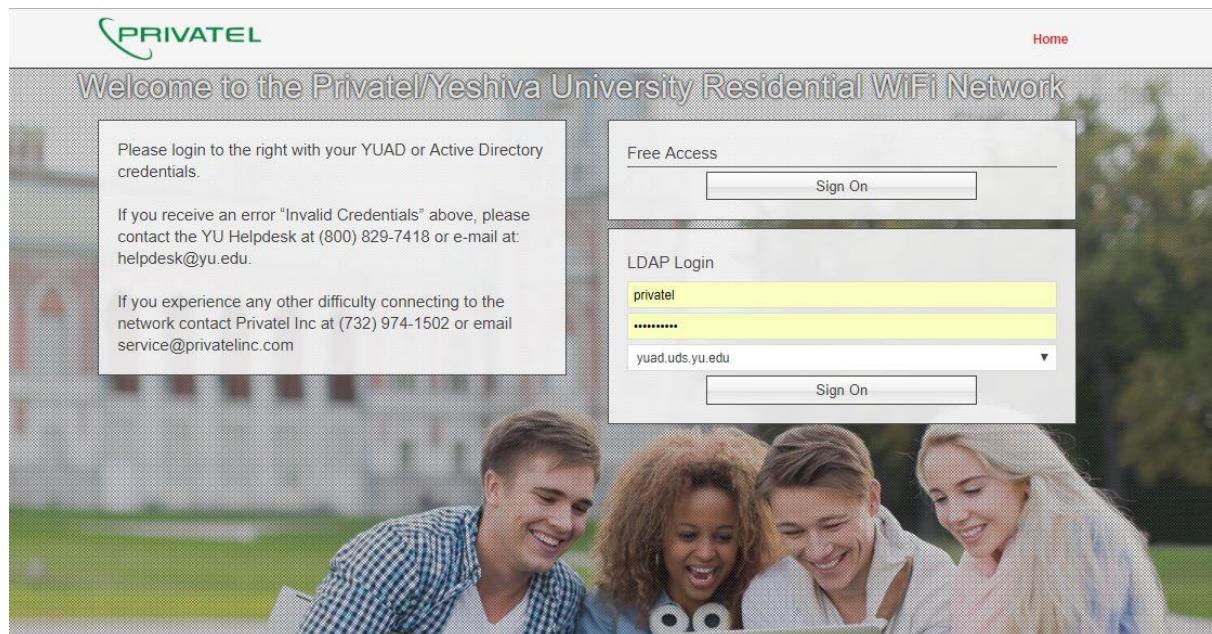 PRIVATEL
Home
Welcome to the Privatel/Yeshiva University Residential WiFi Network
Please login to the right with your YUAD or Active Directory
credentials.
If you receive an error “Invalid Credentials” above, please
contact the YU Helpdesk at (800) 829-7418 or e-mail at:
helpdesk@yu.edu.
If you experience any other difficulty connecting to the
network contact Privatel Inc at (732) 974-1502 or email
service@privatelinc.com
Free Access
Sign On
LDAP Login
privatel
••••••••••
yuad.uds.yu.edu
Sign On